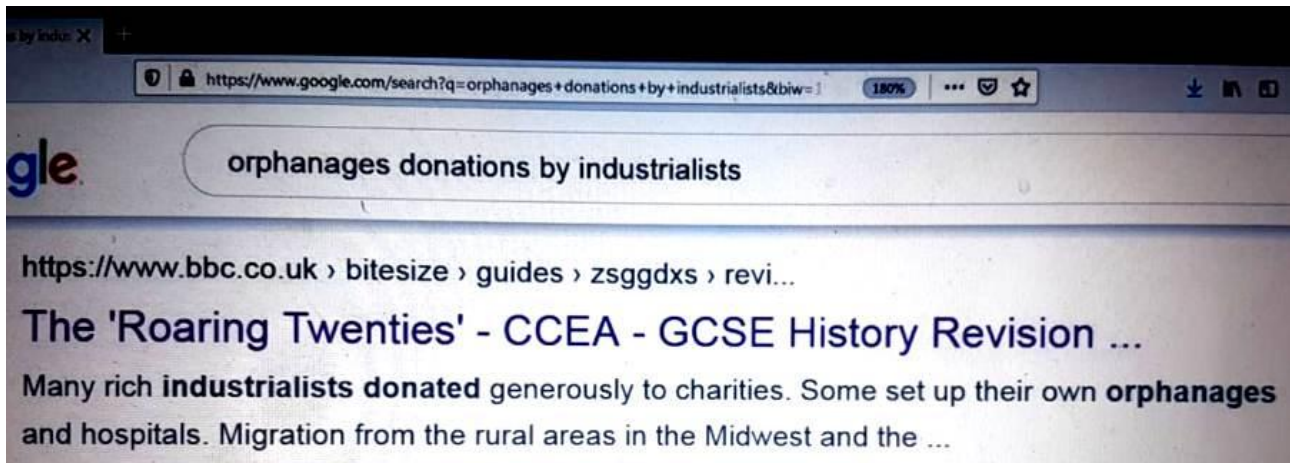 s by indus X +
https://www.google.com/search?q=orphanages+donations+by+industrialists&biw=1 180% ...
gle orphanages donations by industrialists
https://www.bbc.co.uk › bitesize › guides › zsggdxs › revi...
The 'Roaring Twenties' - CCEA - GCSE History Revision ...
Many rich industrialists donated generously to charities. Some set up their own orphanages
and hospitals. Migration from the rural areas in the Midwest and the ...